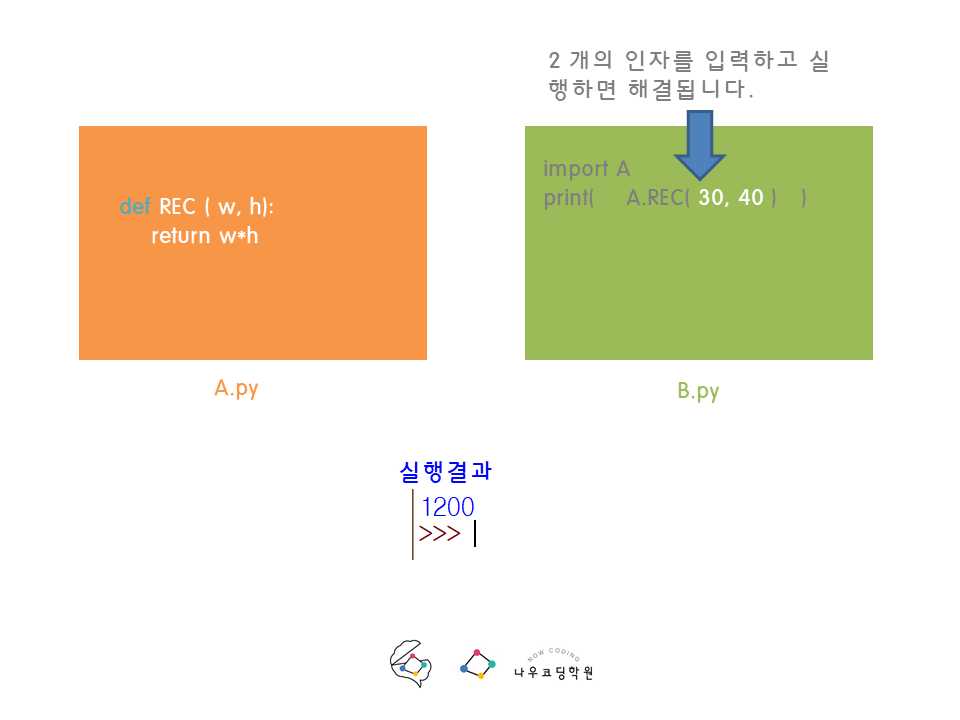 2 개의 인자를 입력하고 실
행하면 해결됩니다.
def REC ( w, h):
return w*h
A.py
import A
print( A.REC( 30, 40 ) )
B.py
실행결과
1200
>>>
NOW CODING
나우코딩학원